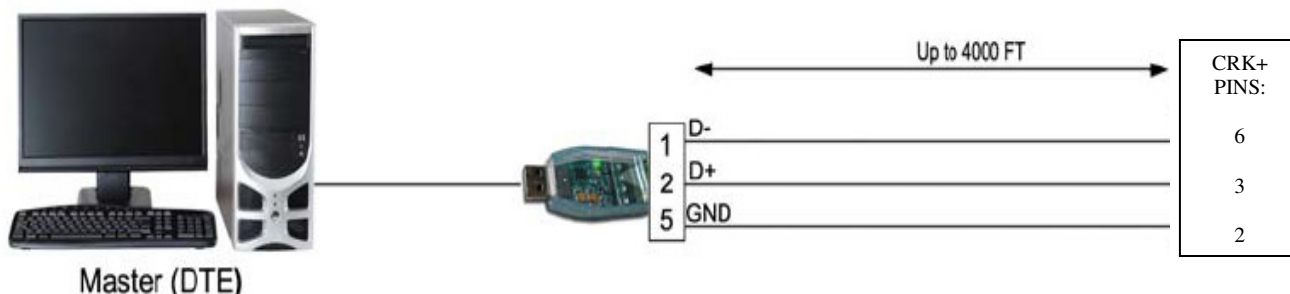 Up to 4000 FT
CRK+
PINS:
1 D-
6
2 D+
3
5 GND
2
Master (DTE)